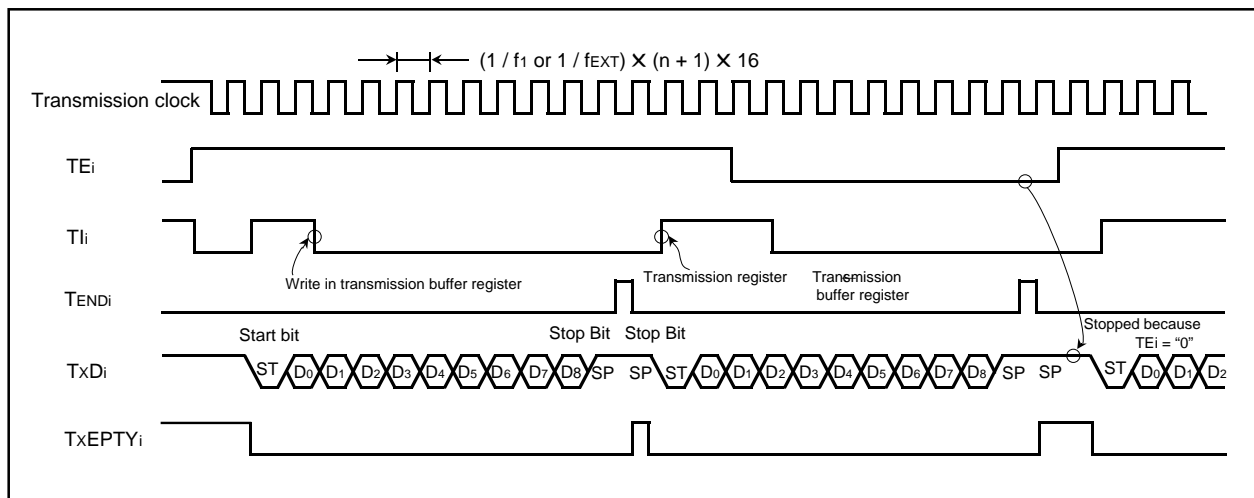 (1 / f1 or 1 / fEXT) × (n + 1) × 16
Transmission clock
TEi
TIi
Write in transmission buffer register
Transmission register
Transmission
buffer register
TENDi
Start bit
Stop Bit
Stop Bit
Stopped because
TEi = “0”
TXDi
ST D0 D1 D2 D3 D4 D5 D6 D7 D8 SP SP ST D0 D1 D2 D3 D4 D5 D6 D7 D8 SP SP ST D0 D1 D2
TXEPTYi